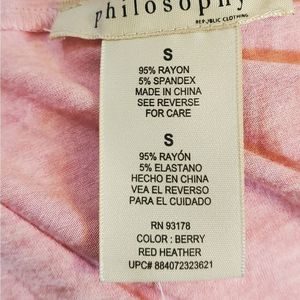 philosophy
REPUBLIC CLOTHING
S
95% RAYON
5% SPANDEX
MADE IN CHINA
SEE REVERSE
FOR CARE
S
95% RAYÓN
5% ELASTANO
HECHO EN CHINA
VEA EL REVERSO
PARA EL CUIDADO
RN 93178
COLOR : BERRY
RED HEATHER
UPC# 884072323621